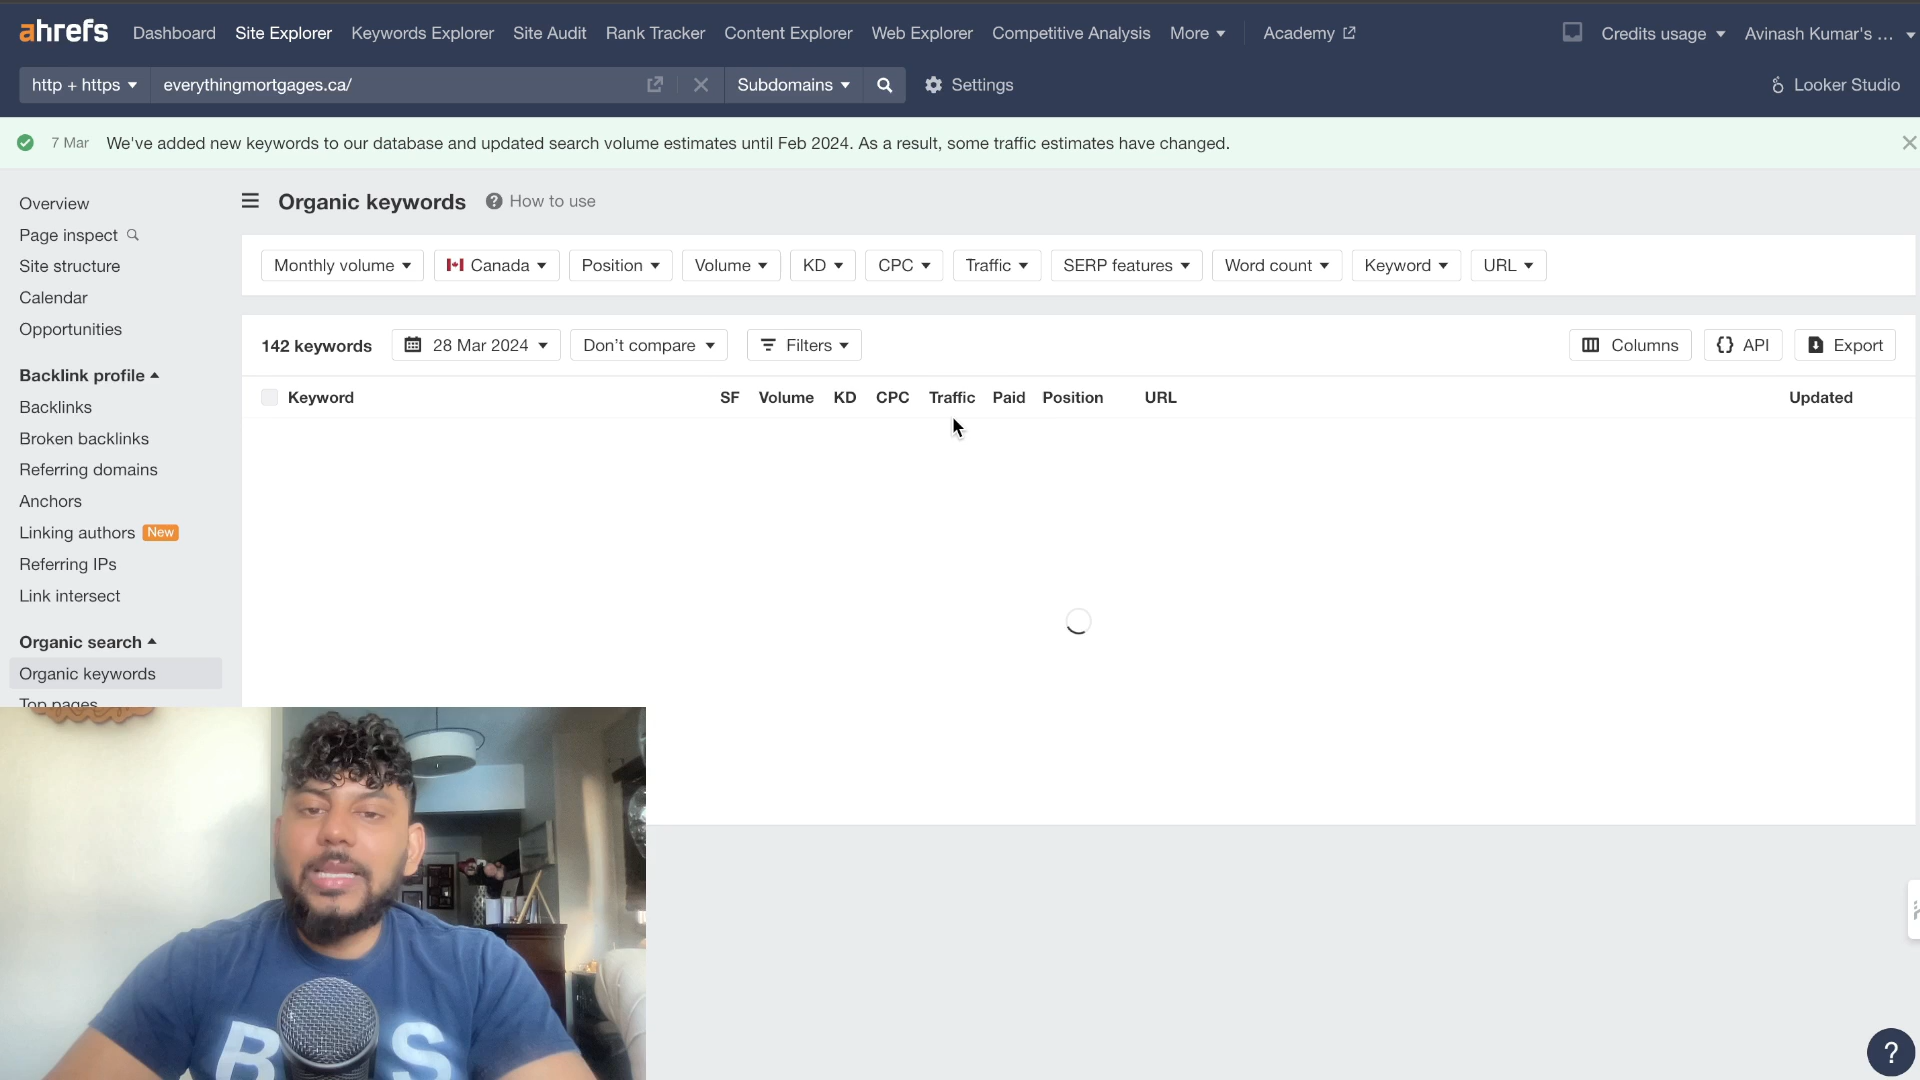 ahrefs Dashboard Site Explorer Keywords Explorer Site Audit Rank Tracker Content Explorer Web Explorer Competitive Analysis More Academy Credits usage Avinash Kumar's ...
http + https everythingmortgages.ca/ Subdomains Settings Looker Studio
7 Mar We've added new keywords to our database and updated search volume estimates until Feb 2024. As a result, some traffic estimates have changed.
Overview
Page inspect
Site structure
Calendar
Opportunities
Backlink profile
Backlinks
Broken backlinks
Referring domains
Anchors
Linking authors New
Referring IPs
Link intersect
Organic search
Organic keywords
Top pages
Organic keywords ? How to use
Monthly volume Canada Position Volume KD CPC Traffic SERP features Word count Keyword URL
142 keywords 28 Mar 2024 Don't compare Filters Columns {} API Export
Keyword SF Volume KD CPC Traffic Paid Position URL Updated
?